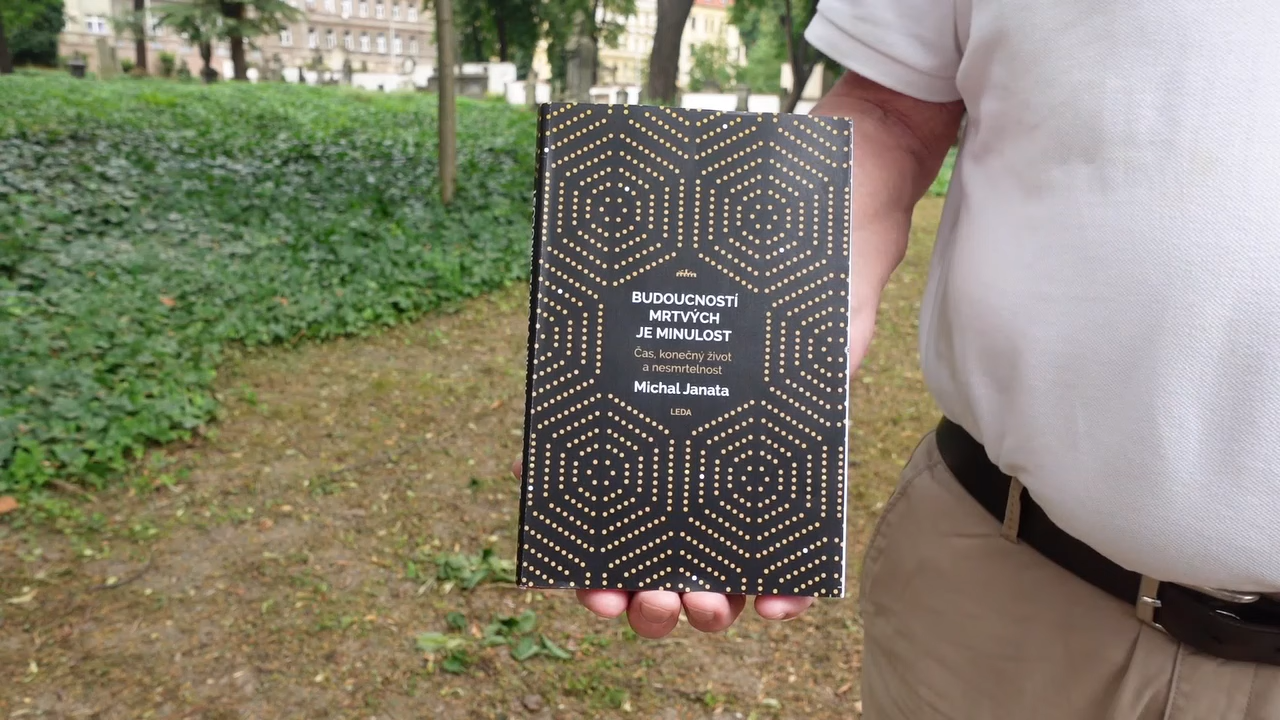 BUDOUCNOSTÍ
MRTVÝCH
JE MINULOST
Čas, konečný život
a nesmrtelnost
Michal Janata
LEDA